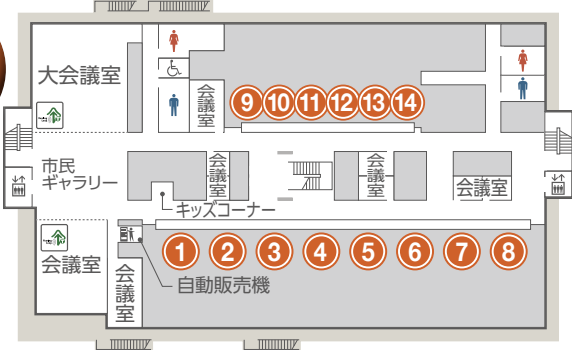 大会議室
会議室
9 10 11 12 13 14
市民
ギャラリー
会議室
会議室
会議室
キッズコーナー
1 2 3 4 5 6 7 8
会議室
会議室
自動販売機